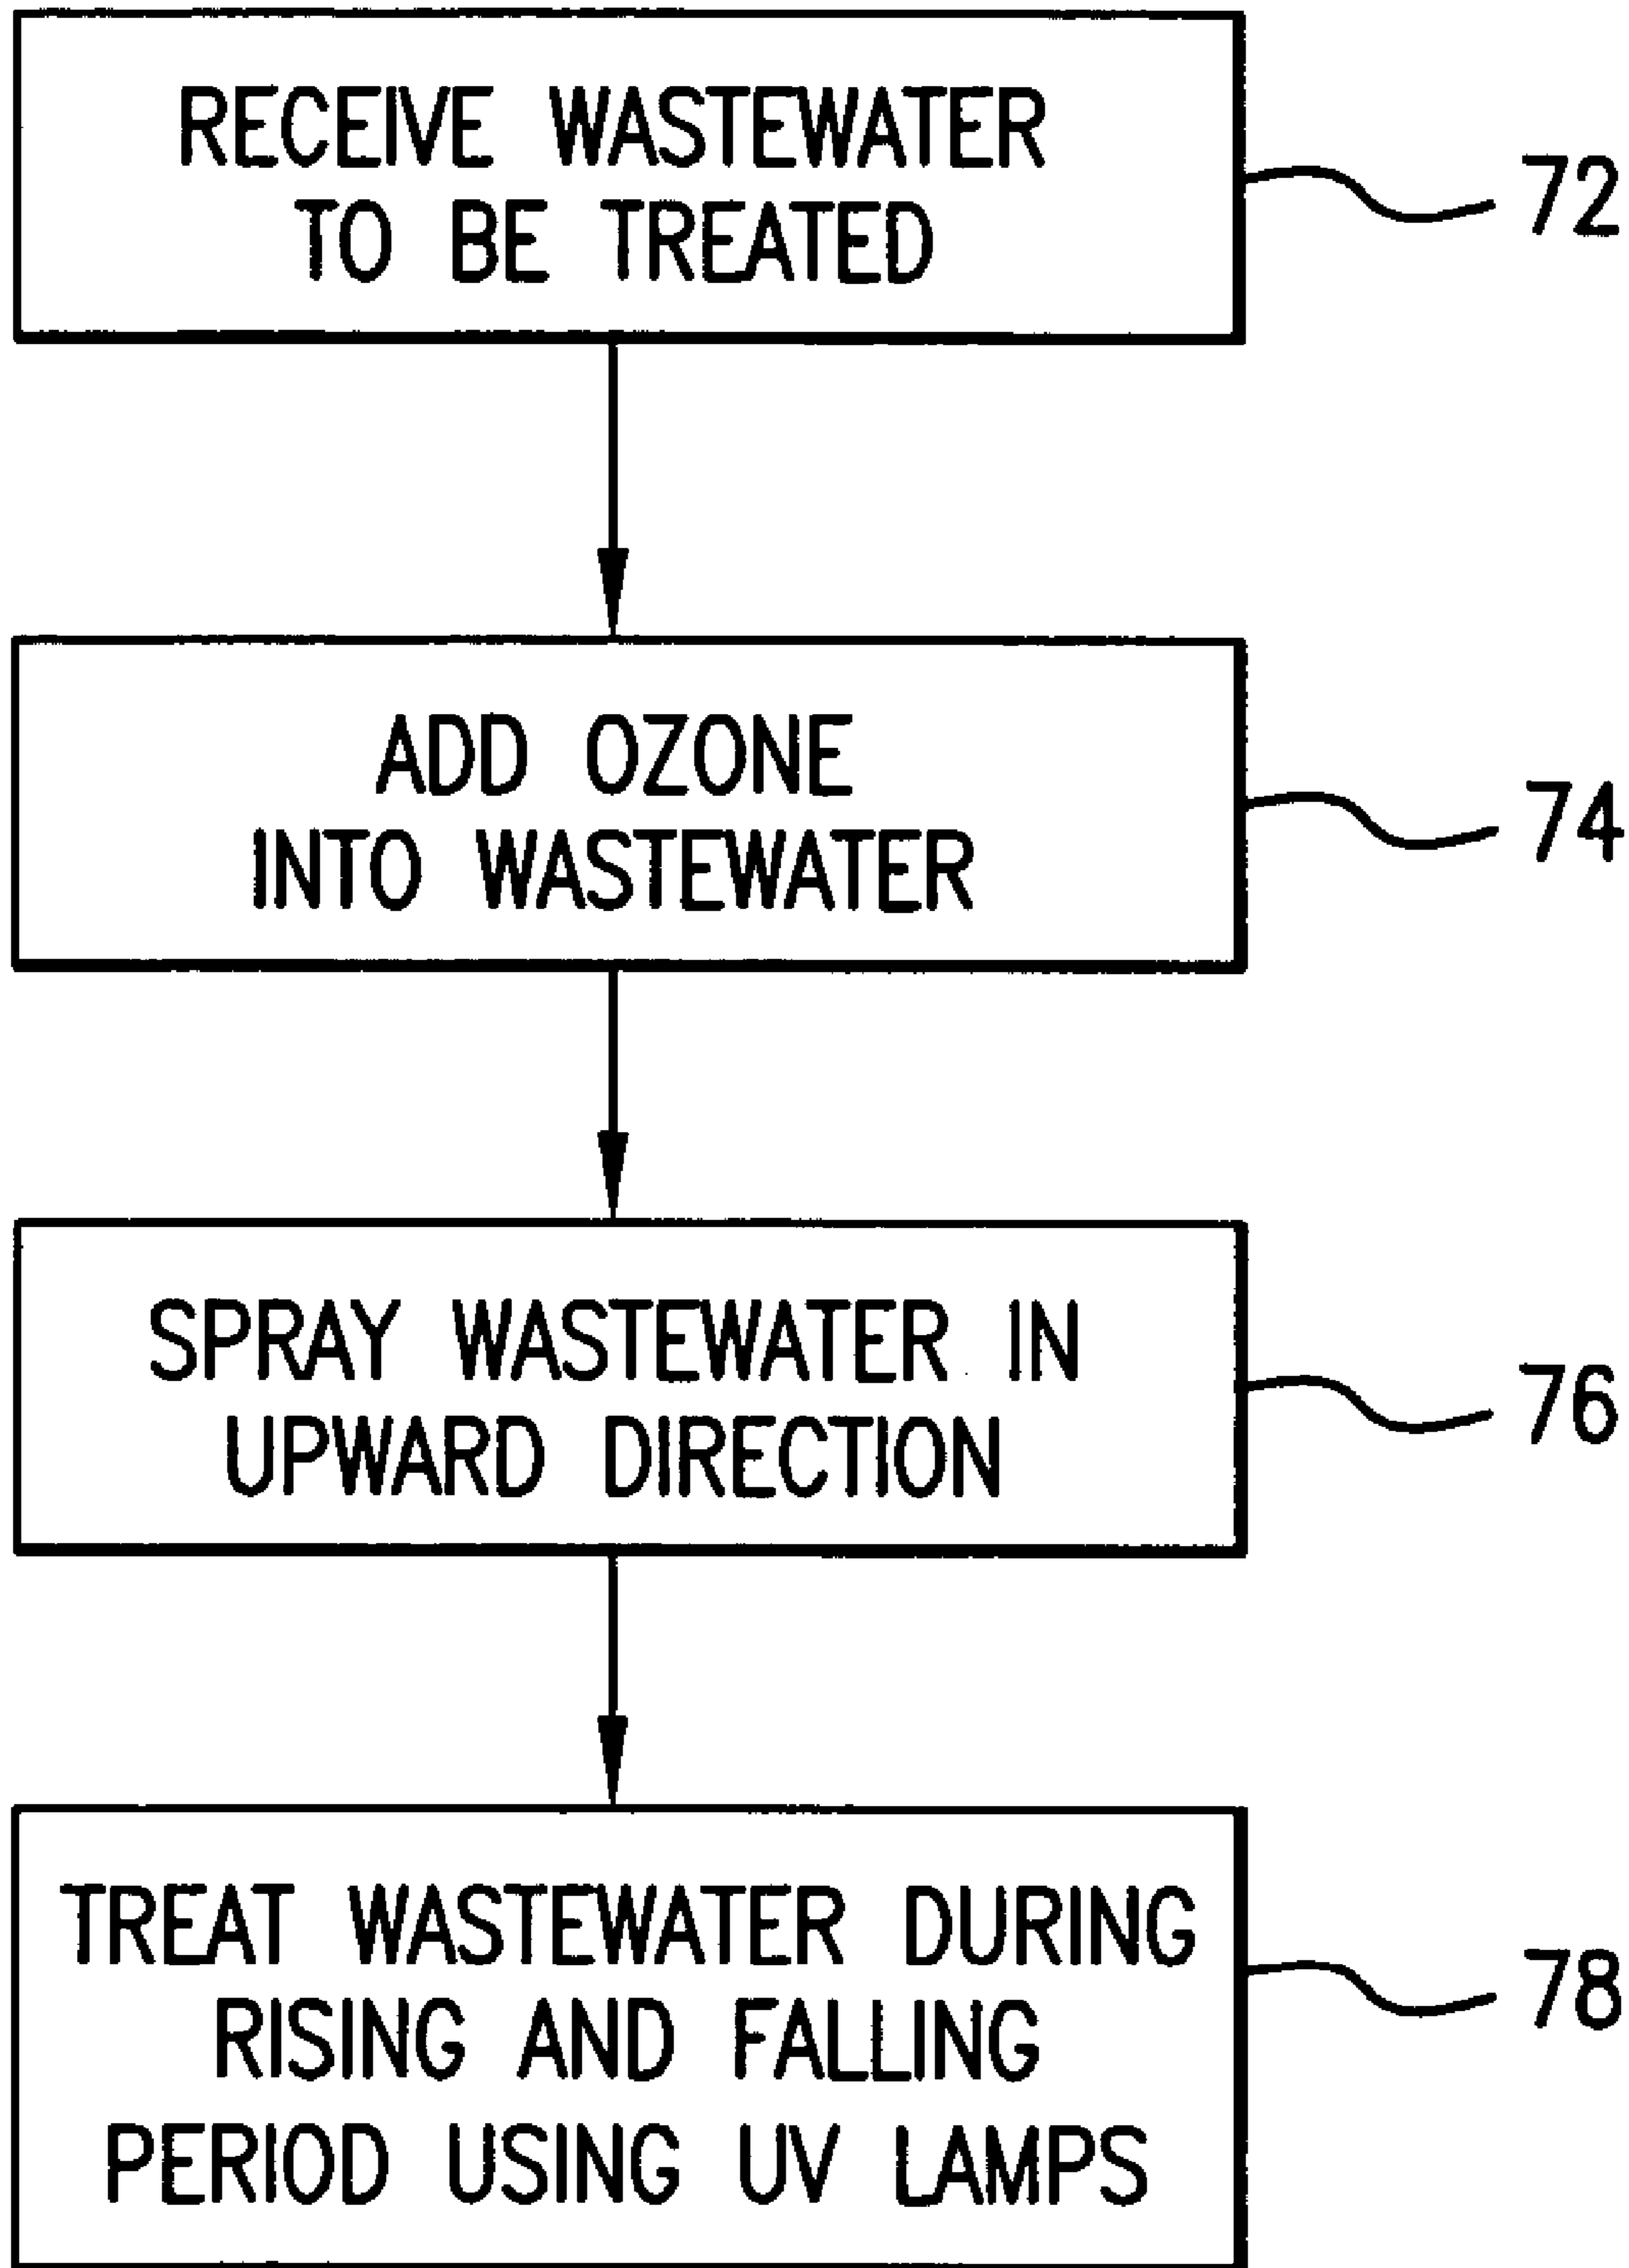 RECEIVE WASTEWATER
TO BE TREATED
72
ADD OZONE
INTO WASTEWATER
74
SPRAY WASTEWATER IN
UPWARD DIRECTION
76
TREAT WASTEWATER DURING
RISING AND FALLING
PERIOD USING UV LAMPS
78